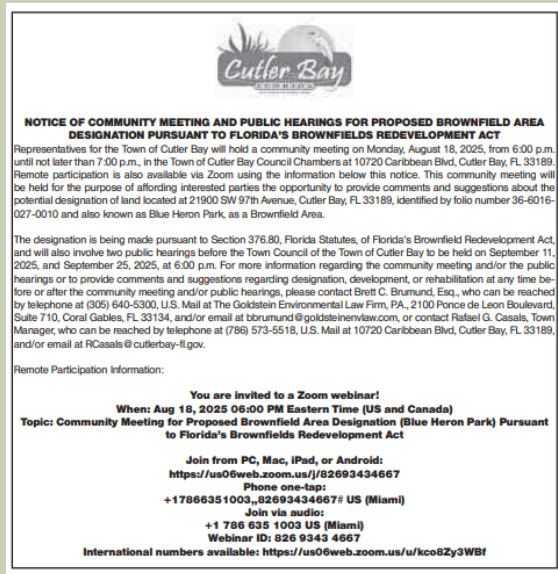 Cutler Bay
FLORIDA
NOTICE OF COMMUNITY MEETING AND PUBLIC HEARINGS FOR PROPOSED BROWNFIELD AREA
DESIGNATION PURSUANT TO FLORIDA'S BROWNFIELDS REDEVELOPMENT ACT
Representatives for the Town of Cutler Bay will hold a community meeting on Monday, August 18, 2025, from 6:00 p.m.
until not later than 7:00 p.m., in the Town of Cutler Bay Council Chambers at 10720 Caribbean Blvd, Cutler Bay, FL 33189.
Remote participation is also available via Zoom using the information below this notice. This community meeting will
be held for the purpose of affording interested parties the opportunity to provide comments and suggestions about the
potential designation of land located at 21900 SW 97th Avenue, Cutler Bay, FL 33189, identified by folio number 36-6016-
027-0010 and also known as Blue Heron Park, as a Brownfield Area.
The designation is being made pursuant to Section 376.80, Florida Statutes, of Florida's Brownfield Redevelopment Act,
and will also involve two public hearings before the Town Council of the Town of Cutler Bay to be held on September 11,
2025, and September 25, 2025, at 6:00 p.m. For more information regarding the community meeting and/or the public
hearings or to provide comments and suggestions regarding designation, development, or rehabilitation at any time be-
fore or after the community meeting and/or public hearings, please contact Brett C. Brumund, Esq., who can be reached
by telephone at (305) 640-5300, U.S. Mail at The Goldstein Environmental Law Firm, P.A., 2100 Ponce de Leon Boulevard,
Suite 710, Coral Gables, FL 33134, and/or email at bbrumund@goldsteinenvlaw.com, or contact Rafael G. Casals, Town
Manager, who can be reached by telephone at (786) 573-5518, U.S. Mail at 10720 Caribbean Blvd, Cutler Bay, FL 33189,
and/or email at RCasals@cutlerbay-fl.gov.
Remote Participation Information:
You are invited to a Zoom webinar!
When: Aug 18, 2025 06:00 PM Eastern Time (US and Canada)
Topic: Community Meeting for Proposed Brownfield Area Designation (Blue Heron Park) Pursuant
to Florida's Brownfields Redevelopment Act
Join from PC, Mac, iPad, or Android:
https://us06web.zoom.us/j/82693434667
Phone one-tap:
+17866351003,,82693434667# US (Miami)
Join via audio:
+1 786 635 1003 US (Miami)
Webinar ID: 826 9343 4667
International numbers available: https://us06web.zoom.us/u/kco8Zy3WBf